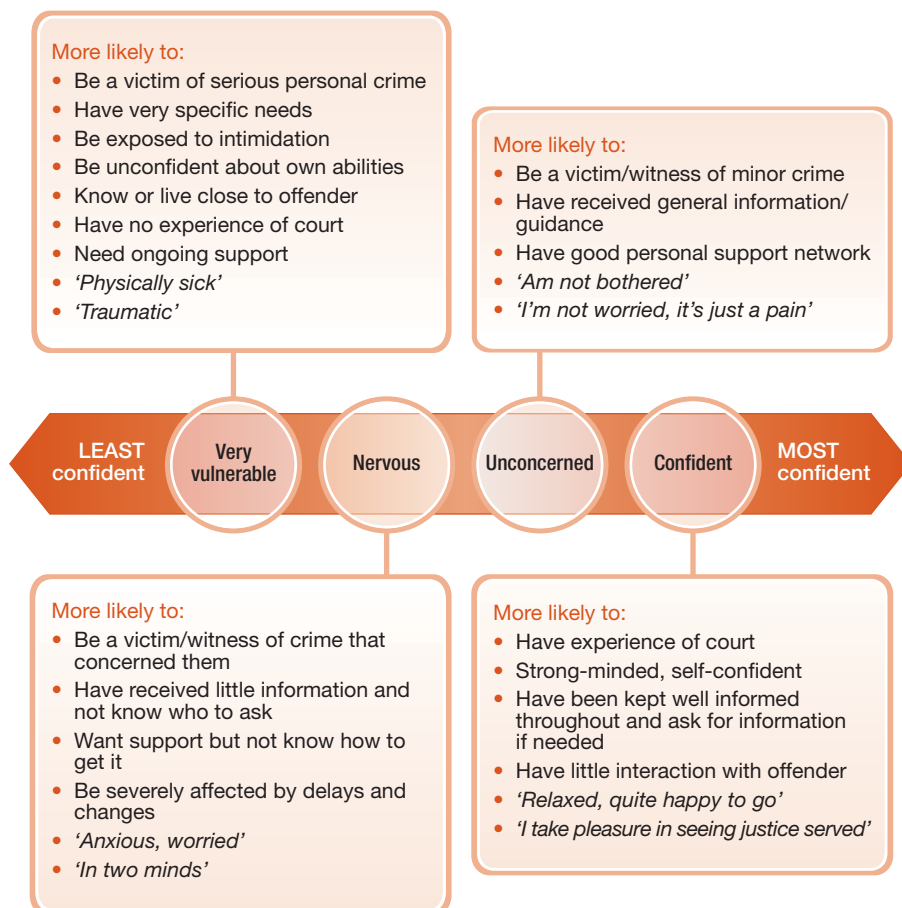 More likely to:
• Be a victim of serious personal crime
• Have very specific needs
• Be exposed to intimidation
• Be unconfident about own abilities
• Know or live close to offender
• Have no experience of court
• Need ongoing support
• ‘Physically sick’
• ‘Traumatic’
More likely to:
• Be a victim/witness of minor crime
• Have received general information/
guidance
• Have good personal support network
• ‘Am not bothered’
• ‘I’m not worried, it’s just a pain’
LEAST
confident
Very
vulnerable
Nervous
Unconcerned
Confident
MOST
confident
More likely to:
• Be a victim/witness of crime that
concerned them
• Have received little information and
not know who to ask
• Want support but not know how to
get it
• Be severely affected by delays and
changes
• ‘Anxious, worried’
• ‘In two minds’
More likely to:
• Have experience of court
• Strong-minded, self-confident
• Have been kept well informed
throughout and ask for information
if needed
• Have little interaction with offender
• ‘Relaxed, quite happy to go’
• ‘I take pleasure in seeing justice served’